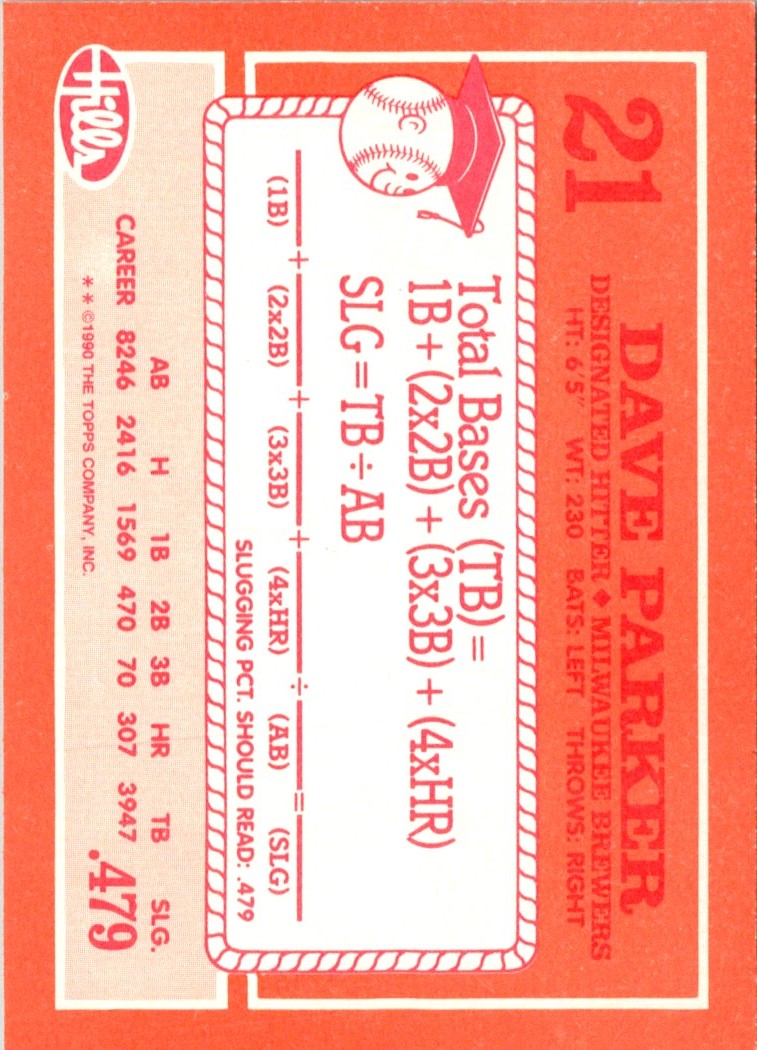 21
DAVE PARKER
DESIGNATED HITTER ♦ MILWAUKEE BREWERS
HT: 6'5" WT: 230 BATS: LEFT THROWS: RIGHT
Total Bases (TB) =
1B + (2x2B) + (3x3B) + (4xHR)
SLG = TB ÷ AB
+ + + ÷ =
(1B) (2x2B) (3x3B) (4xHR) (AB) (SLG)
SLUGGING PCT. SHOULD READ: .479
AB H 1B 2B 3B HR TB SLG.
CAREER 8246 2416 1569 470 70 307 3947 .479
* * ©1990 THE TOPPS COMPANY, INC.
Hills